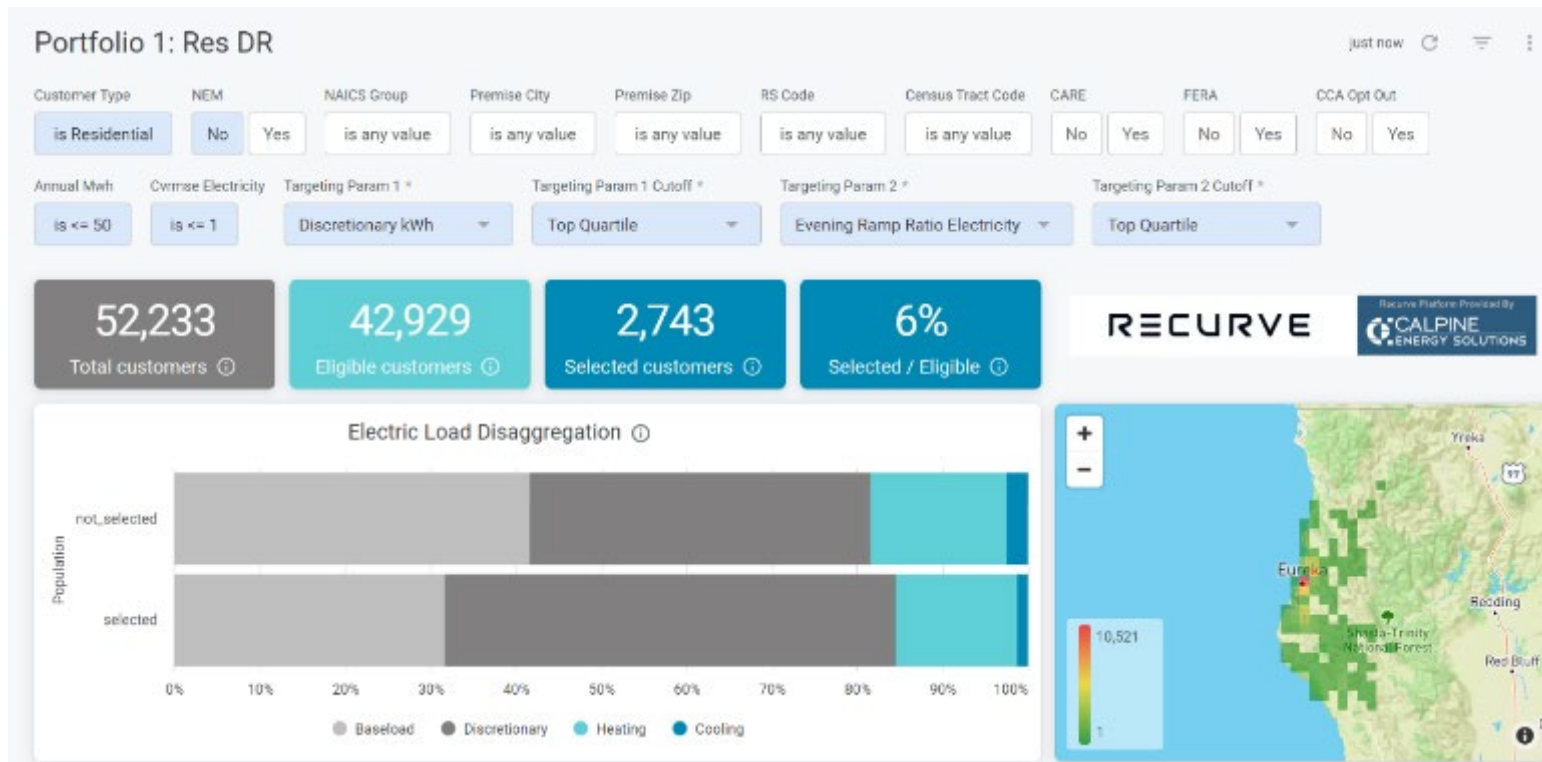 Portfolio 1: Res DR
just now
Customer Type NEM NAICS Group Premise City Premise Zip RS Code Census Tract Code CARE FERA CCA Opt Out
is Residential No Yes is any value is any value is any value is any value is any value No Yes No Yes No Yes
Annual Mwh Cvrmse Electricity Targeting Param 1 * Targeting Param 1 Cutoff * Targeting Param 2 * Targeting Param 2 Cutoff *
is <= 50 is <= 1 Discretionary kWh Top Quartile Evening Ramp Ratio Electricity Top Quartile
52,233 42,929 2,743 6%
Total customers Eligible customers Selected customers Selected / Eligible
RECURVE
Recurve Platform Provided By
CALPINE
ENERGY SOLUTIONS
Electric Load Disaggregation
+
−
Yreka
97
not_selected
Population
selected
Eureka
Redding
Shasta-Trinity
National Forest
Red Bluff
10,521
1
0% 10% 20% 30% 40% 50% 60% 70% 80% 90% 100%
Baseload Discretionary Heating Cooling